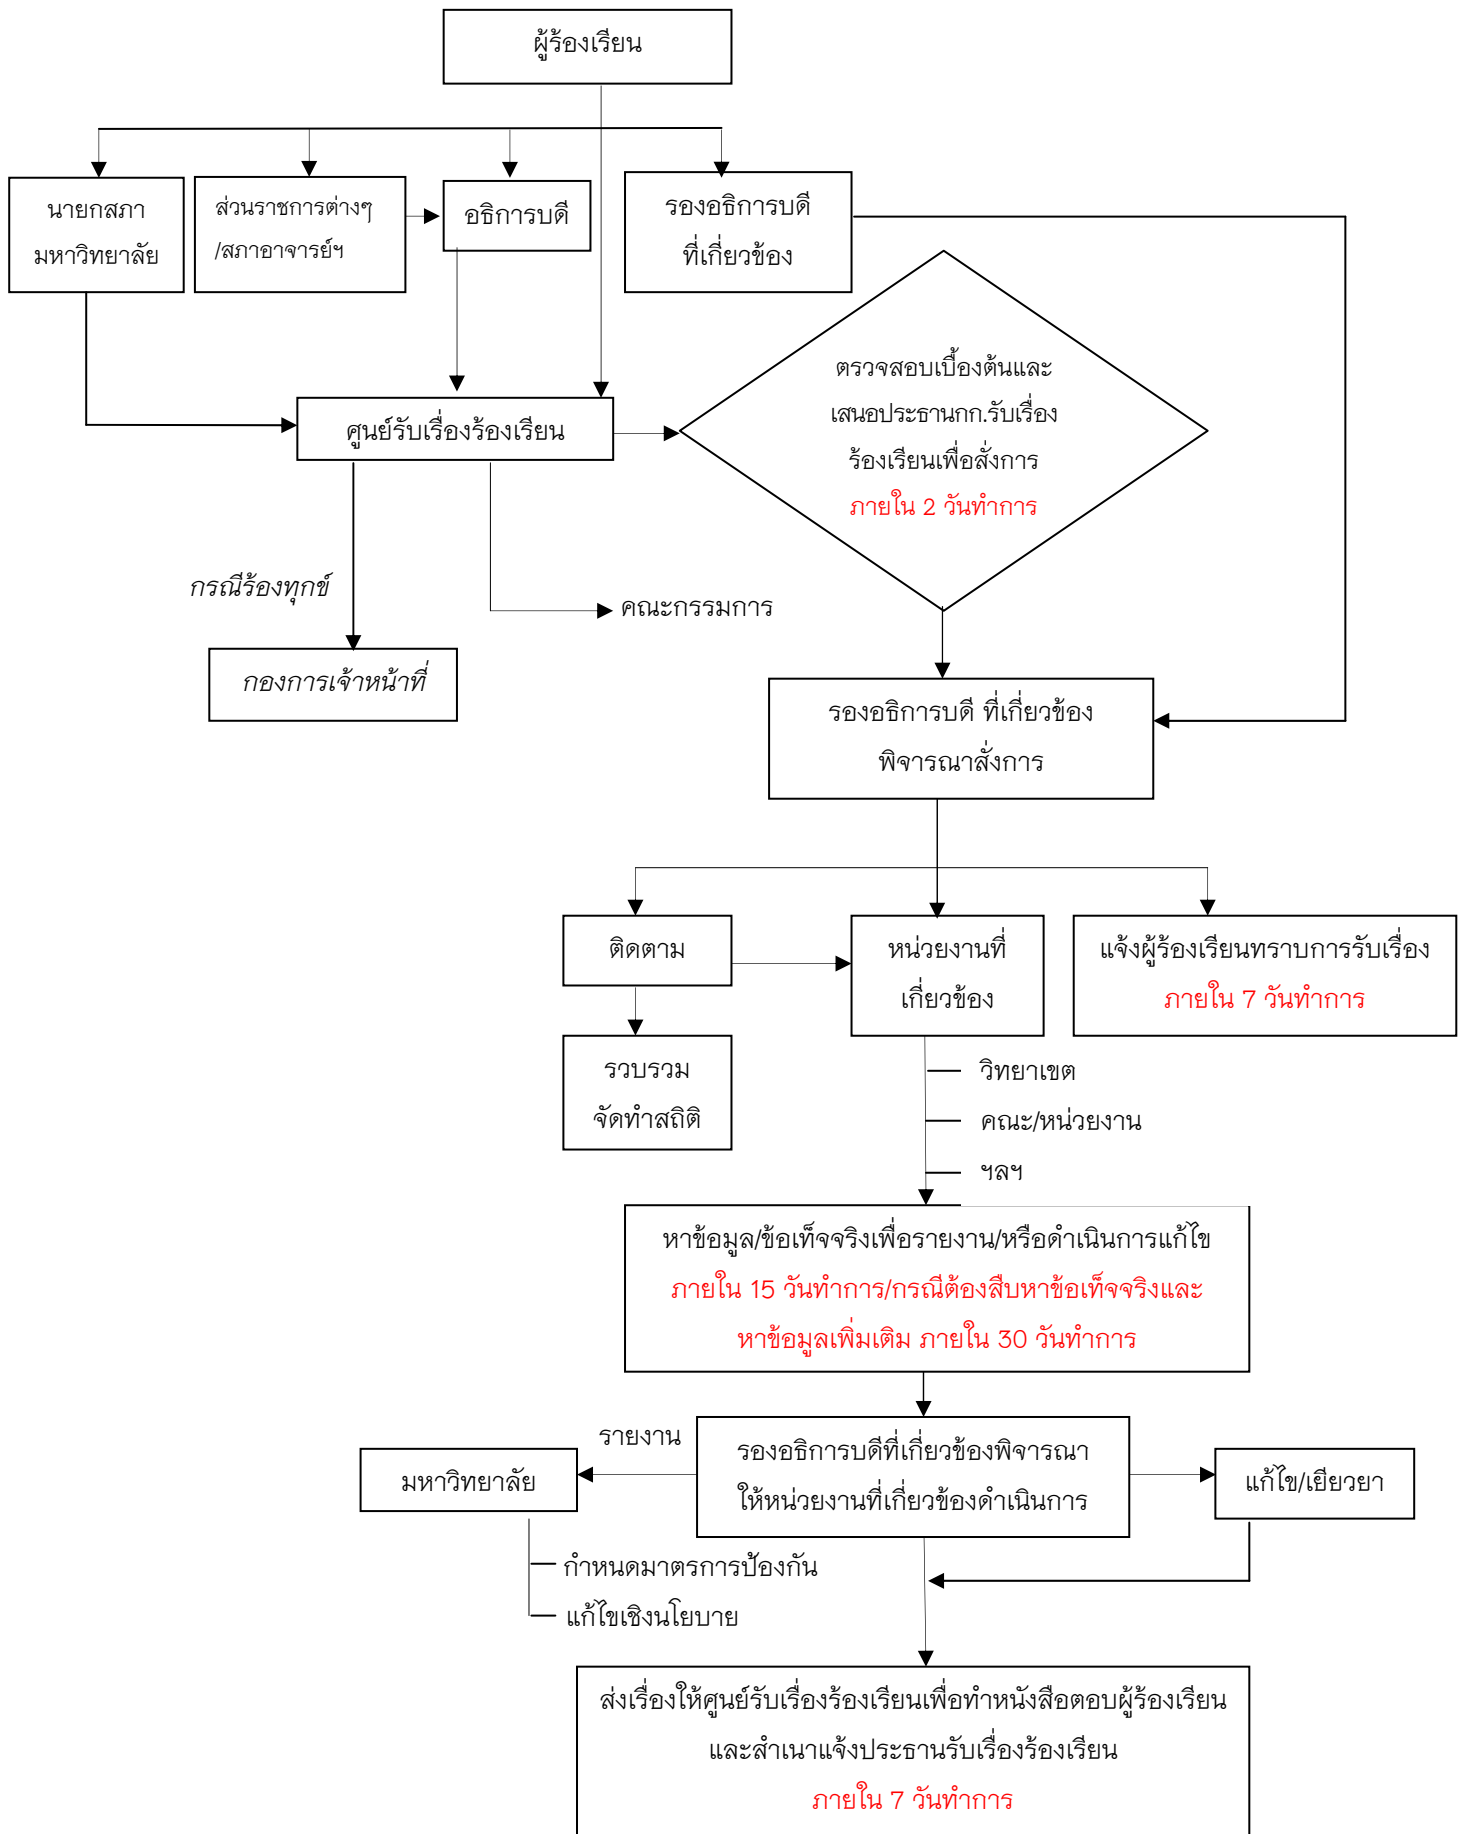 ผู้ร้องเรียน
นายกสภา
มหาวิทยาลัย
ส่วนราชการต่างๆ
/สภาอาจารย์ฯ
อธิการบดี
รองอธิการบดี
ที่เกี่ยวข้อง
ตรวจสอบเบื้องต้นและ
เสนอประธานกก.รับเรื่อง
ร้องเรียนเพื่อสั่งการ
ภายใน 2 วันทำการ
ศูนย์รับเรื่องร้องเรียน
กรณีร้องทุกข์
คณะกรรมการ
กองการเจ้าหน้าที่
รองอธิการบดี ที่เกี่ยวข้อง
พิจารณาสั่งการ
ติดตาม
หน่วยงานที่
เกี่ยวข้อง
แจ้งผู้ร้องเรียนทราบการรับเรื่อง
ภายใน 7 วันทำการ
รวบรวม
จัดทำสถิติ
วิทยาเขต
คณะ/หน่วยงาน
ฯลฯ
หาข้อมูล/ข้อเท็จจริงเพื่อรายงาน/หรือดำเนินการแก้ไข
ภายใน 15 วันทำการ/กรณีต้องสืบหาข้อเท็จจริงและ
หาข้อมูลเพิ่มเติม ภายใน 30 วันทำการ
รายงาน
มหาวิทยาลัย
รองอธิการบดีที่เกี่ยวข้องพิจารณา
ให้หน่วยงานที่เกี่ยวข้องดำเนินการ
แก้ไข/เยียวยา
กำหนดมาตรการป้องกัน
แก้ไขเชิงนโยบาย
ส่งเรื่องให้ศูนย์รับเรื่องร้องเรียนเพื่อทำหนังสือตอบผู้ร้องเรียน
และสำเนาแจ้งประธานรับเรื่องร้องเรียน
ภายใน 7 วันทำการ